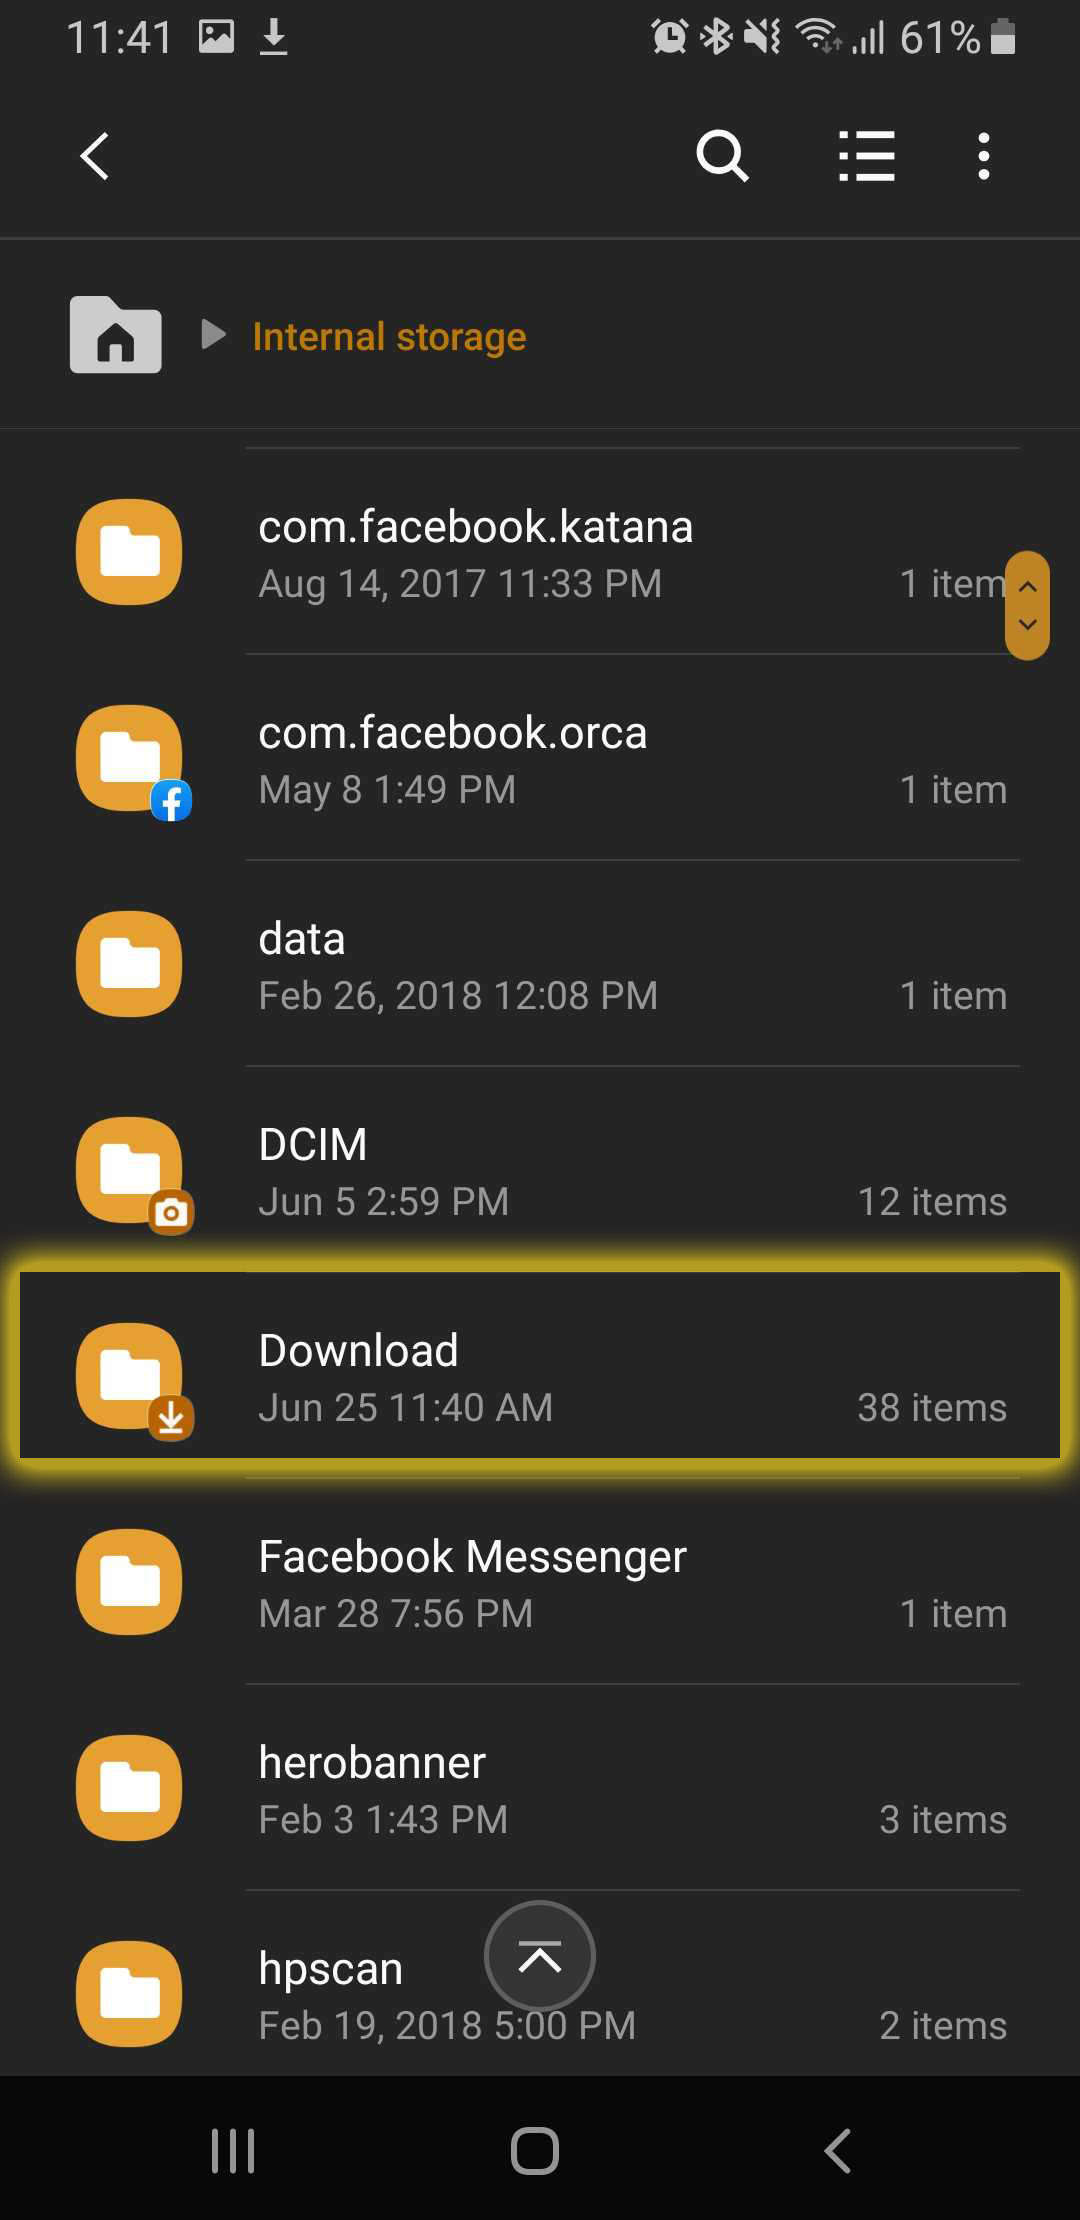 11:41 61%
Internal storage
com.facebook.katana
Aug 14, 2017 11:33 PM 1 item
com.facebook.orca
May 8 1:49 PM 1 item
data
Feb 26, 2018 12:08 PM 1 item
DCIM
Jun 5 2:59 PM 12 items
Download
Jun 25 11:40 AM 38 items
Facebook Messenger
Mar 28 7:56 PM 1 item
herobanner
Feb 3 1:43 PM 3 items
hpscan
Feb 19, 2018 5:00 PM 2 items